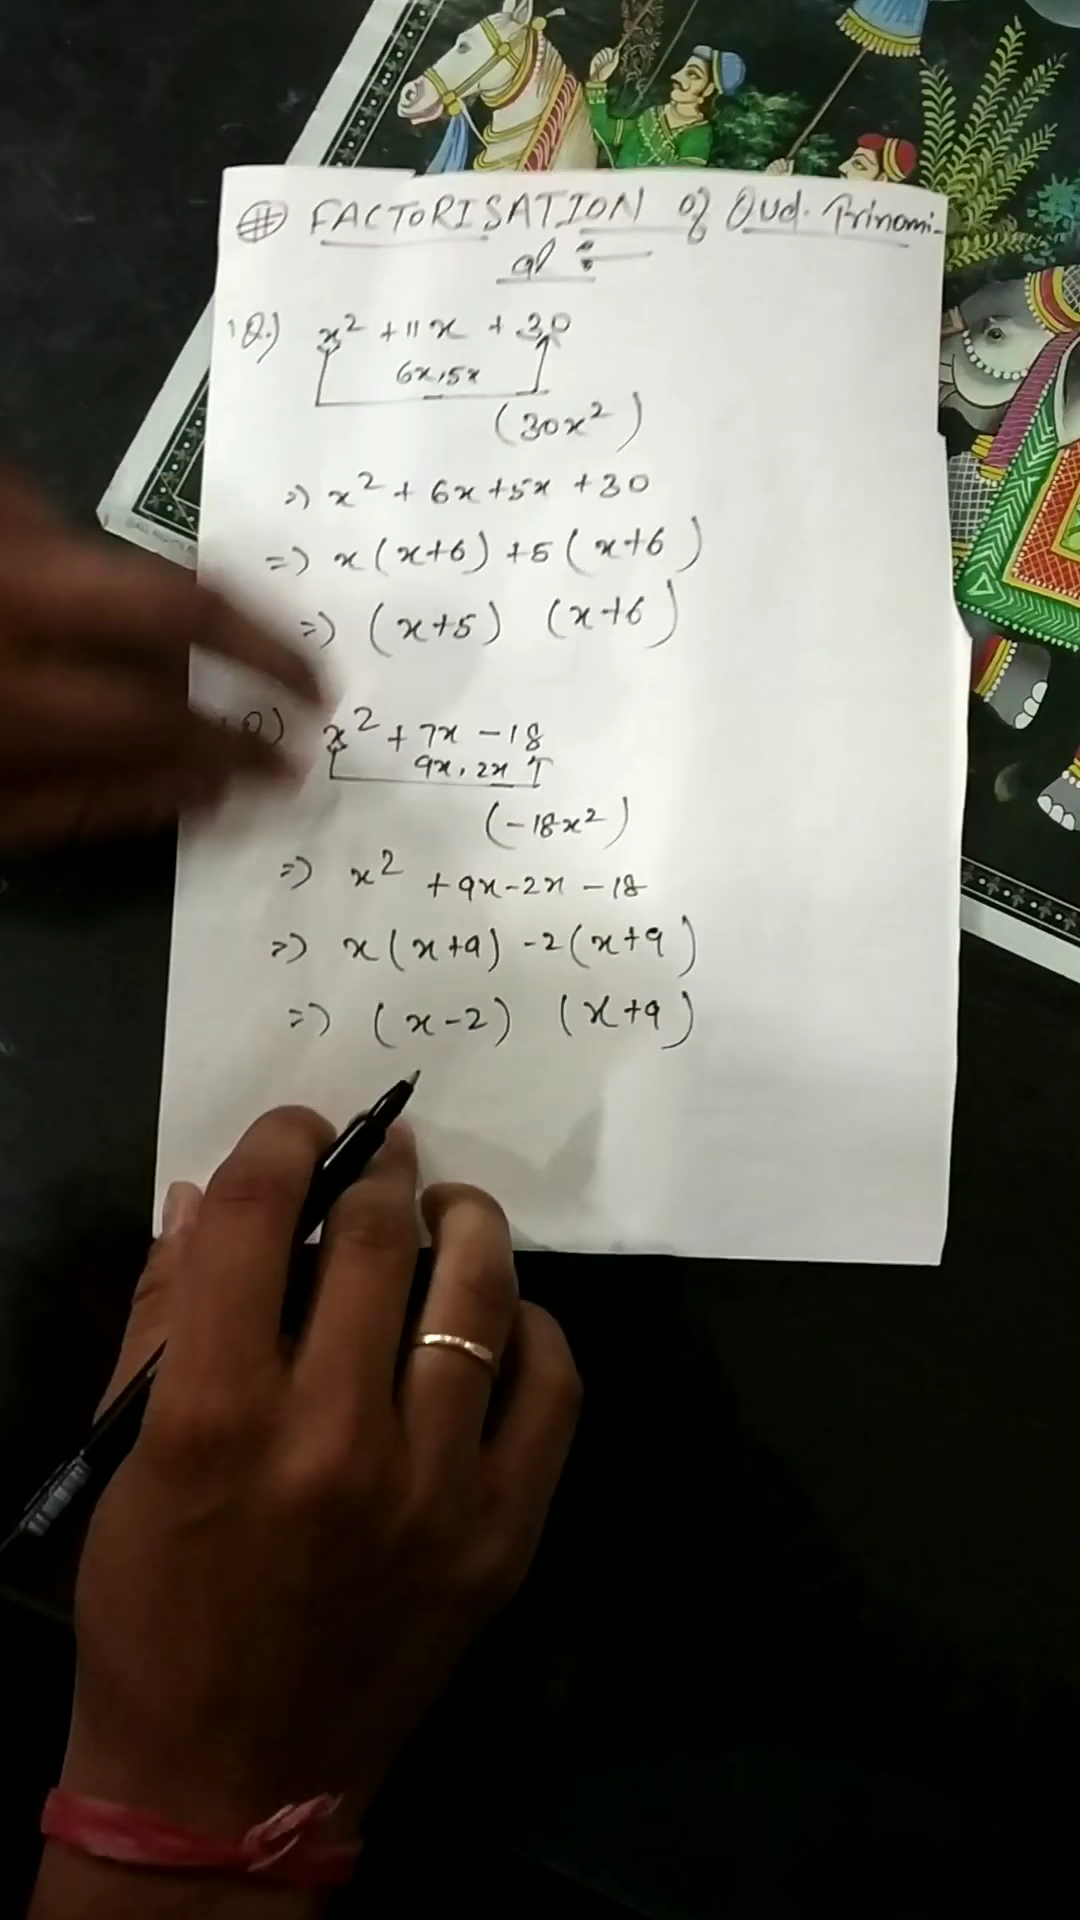 # FACTORISATION of Qud. Trinomi-
al :-
1Q.) x² + 11x + 30
6x, 5x
(30x²)
=) x² + 6x + 5x + 30
=) x(x+6) + 5(x+6)
=) (x+5) (x+6)
Q) x² + 7x - 18
9x, 2x
(-18x²)
=) x² + 9x - 2x - 18
=) x(x+9) - 2(x+9)
=) (x-2) (x+9)